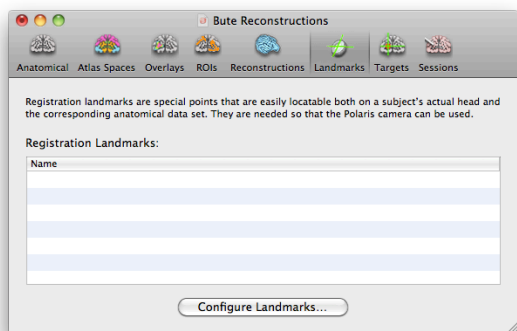 Bute Reconstructions
Anatomical Atlas Spaces Overlays ROIs Reconstructions Landmarks Targets Sessions
Registration landmarks are special points that are easily locatable both on a subject's actual head and
the corresponding anatomical data set. They are needed so that the Polaris camera can be used.
Registration Landmarks:
Name
Configure Landmarks...